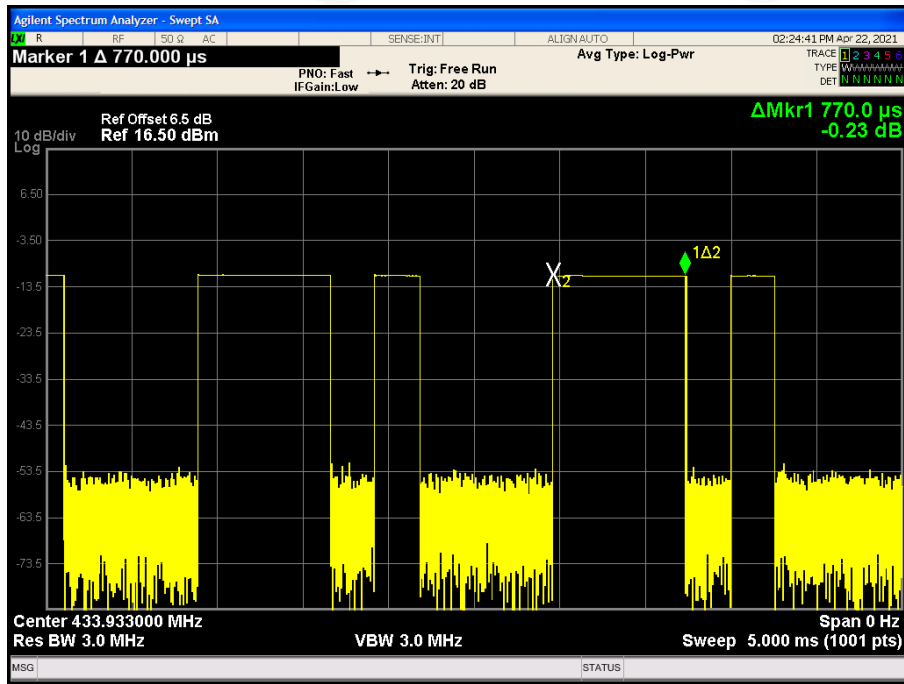 Agilent Spectrum Analyzer - Swept SA
LXI R RF 50 Ω AC SENSE:INT ALIGN AUTO 02:24:41 PM Apr 22, 2021
Marker 1 Δ 770.000 µs
PNO: Fast
IFGain:Low
Trig: Free Run
Atten: 20 dB
Avg Type: Log-Pwr
TRACE 1 2 3 4 5 6
TYPE WWWWWW
DET N N N N N N
ΔMkr1 770.0 µs
-0.23 dB
Ref Offset 6.5 dB
10 dB/div Ref 16.50 dBm
Log
6.50
-3.50
1Δ2
2
-13.5
-23.5
-33.5
-43.5
-53.5
-63.5
-73.5
Center 433.933000 MHz Span 0 Hz
Res BW 3.0 MHz VBW 3.0 MHz Sweep 5.000 ms (1001 pts)
MSG STATUS